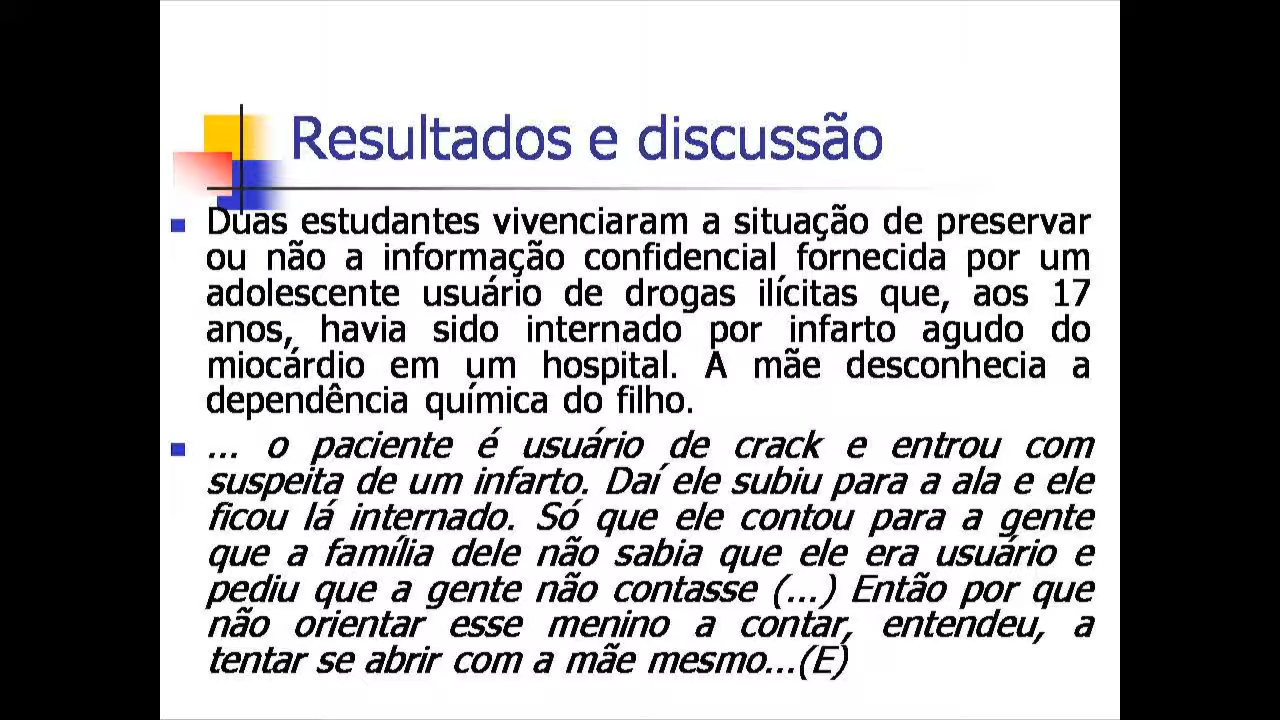 Resultados e discussão
Duas estudantes vivenciaram a situação de preservar
ou não a informação confidencial fornecida por um
adolescente usuário de drogas ilícitas que, aos 17
anos, havia sido internado por infarto agudo do
miocárdio em um hospital. A mãe desconhecia a
dependência química do filho.
... o paciente é usuário de crack e entrou com
suspeita de um infarto. Daí ele subiu para a ala e ele
ficou lá internado. Só que ele contou para a gente
que a família dele não sabia que ele era usuário e
pediu que a gente não contasse (...) Então por que
não orientar esse menino a contar, entendeu, a
tentar se abrir com a mãe mesmo...(E)